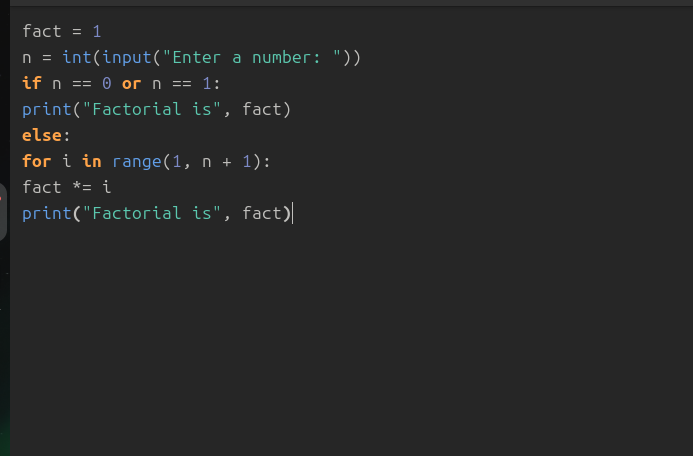 fact = 1
n = int(input("Enter a number: "))
if n == 0 or n == 1:
print("Factorial is", fact)
else:
for i in range(1, n + 1):
fact *= i
print("Factorial is", fact)